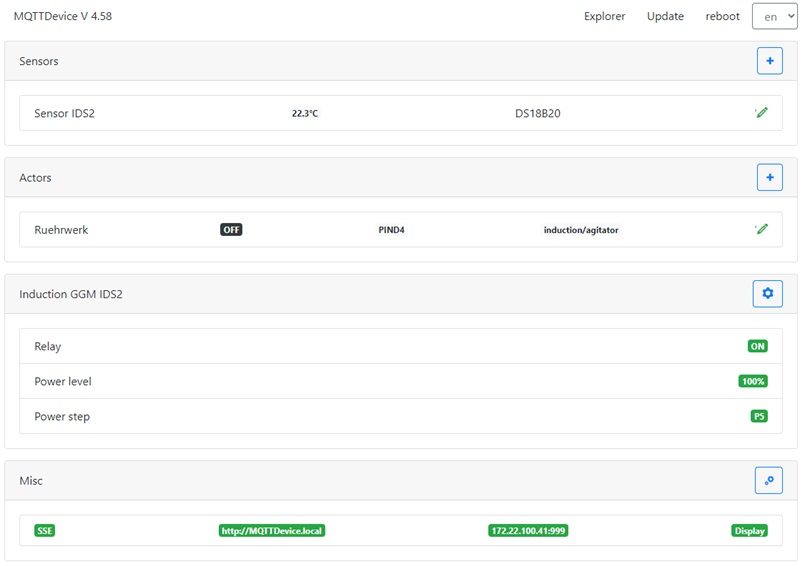 MQTTDevice V 4.58 Explorer Update reboot en
Sensors +
Sensor IDS2 22.3°C DS18B20
Actors +
Ruehrwerk OFF PIND4 induction/agitator
Induction GGM IDS2
Relay ON
Power level 100%
Power step P5
Misc
SSE http://MQTTDevice.local 172.22.100.41:999 Display